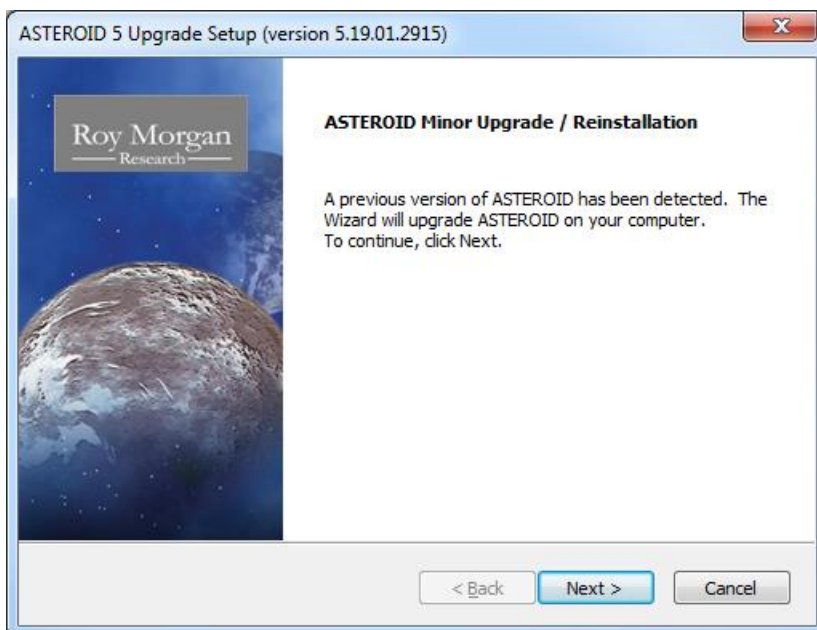 ASTEROID 5 Upgrade Setup (version 5.19.01.2915)
Roy Morgan
Research
ASTEROID Minor Upgrade / Reinstallation
A previous version of ASTEROID has been detected.  The
Wizard will upgrade ASTEROID on your computer.
To continue, click Next.
< Back
Next >
Cancel